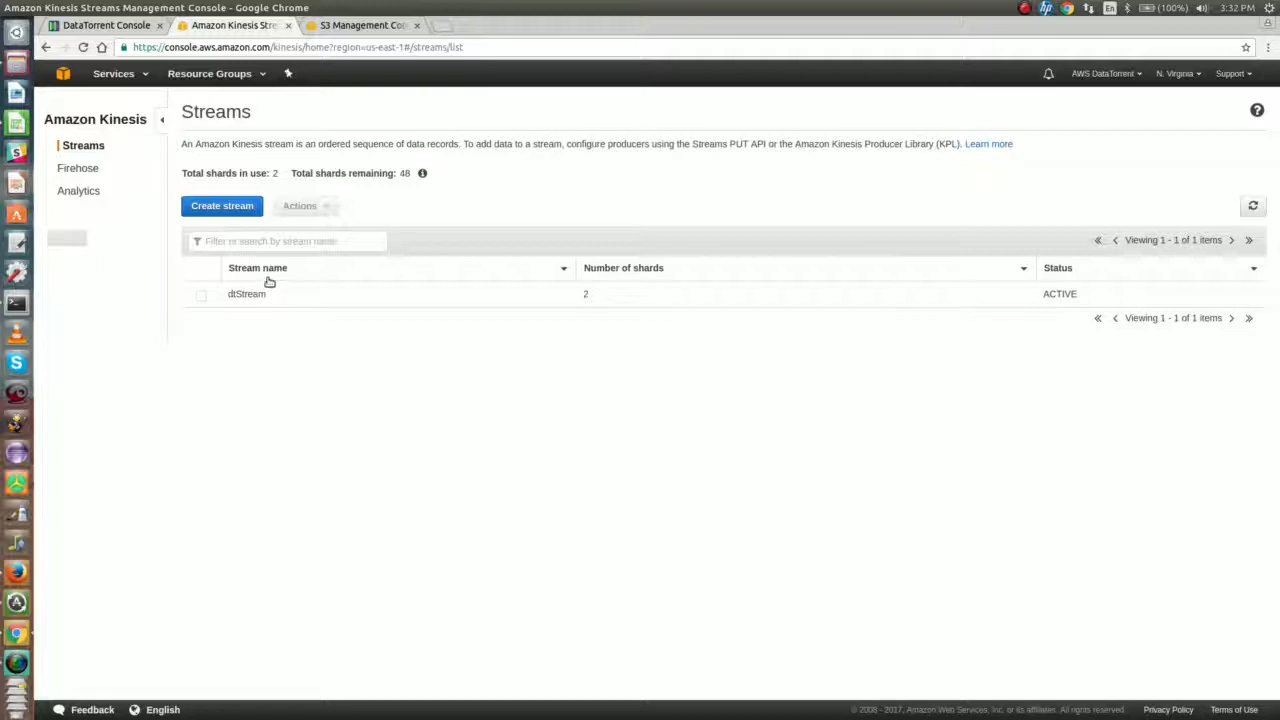 Amazon Kinesis Streams Management Console - Google Chrome
En (100%) 3:32 PM
DataTorrent Console × Amazon Kinesis Stre × S3 Management Con ×
https://console.aws.amazon.com/kinesis/home?region=us-east-1#/streams/list
Services Resource Groups AWS DataTorrent N. Virginia Support
Amazon Kinesis
Streams
Firehose
Analytics
Streams
An Amazon Kinesis stream is an ordered sequence of data records. To add data to a stream, configure producers using the Streams PUT API or the Amazon Kinesis Producer Library (KPL). Learn more
Total shards in use: 2 Total shards remaining: 48
Create stream Actions
Filter or search by stream name Viewing 1 - 1 of 1 items
Stream name Number of shards Status
dtStream 2 ACTIVE
Viewing 1 - 1 of 1 items
Feedback English © 2008 - 2017, Amazon Web Services, Inc. or its affiliates. All rights reserved. Privacy Policy Terms of Use